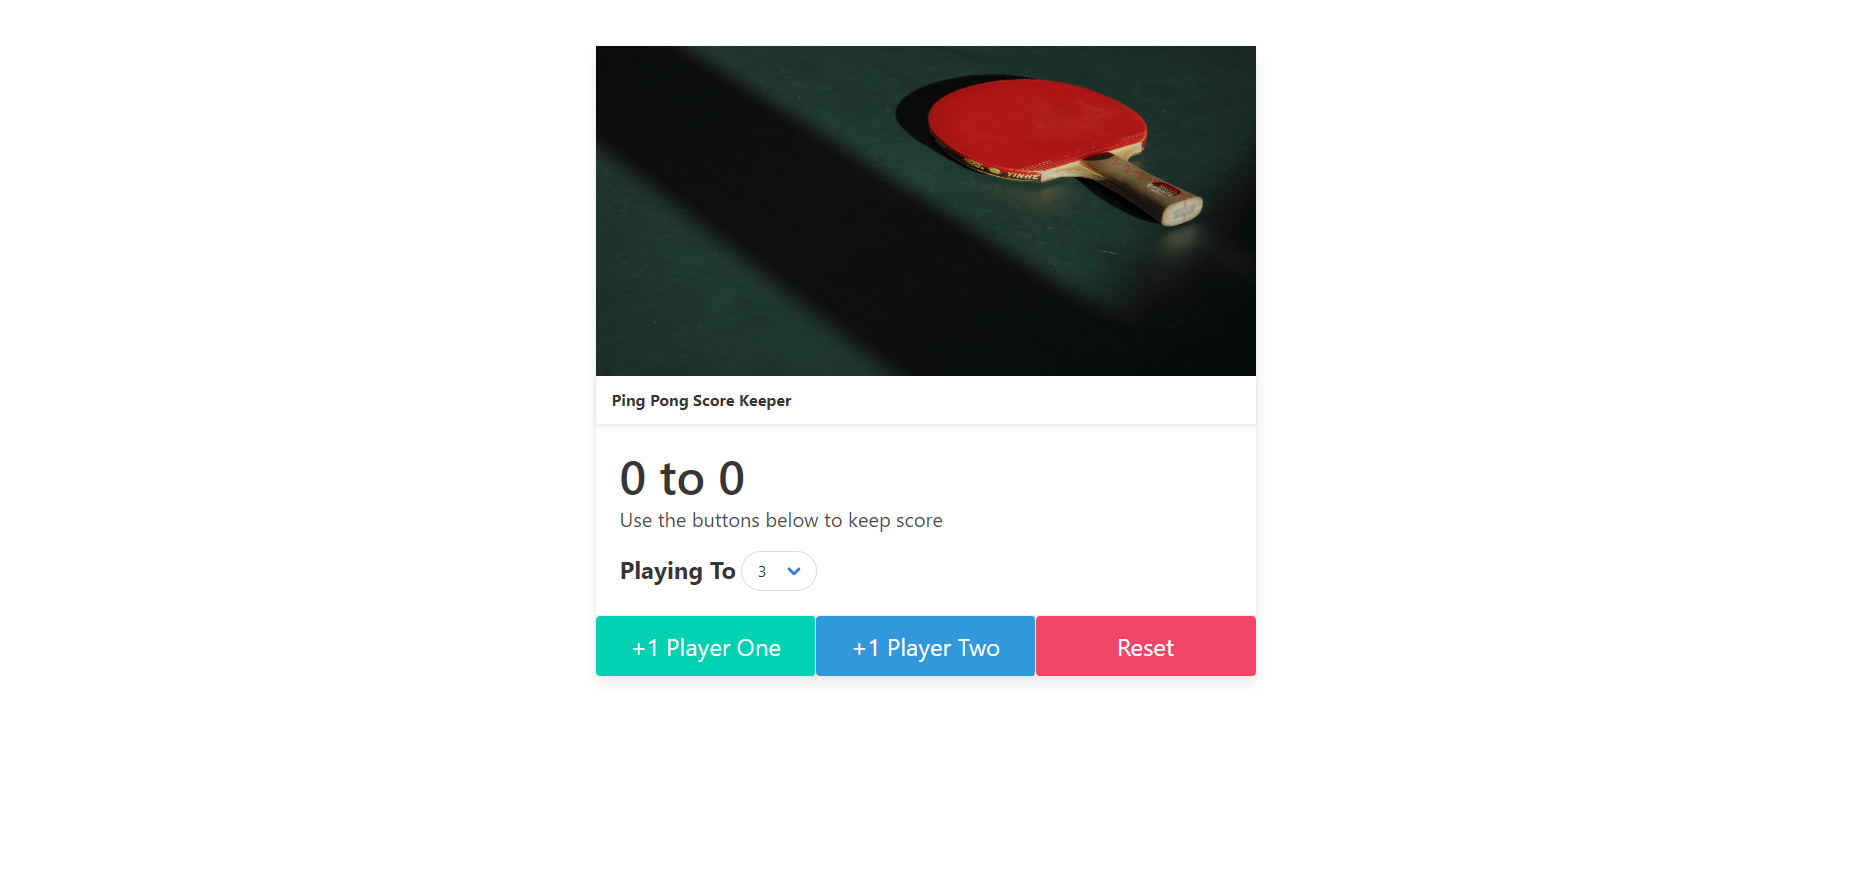 YINHE
Ping Pong Score Keeper
0 to 0
Use the buttons below to keep score
Playing To 3
+1 Player One
+1 Player Two
Reset